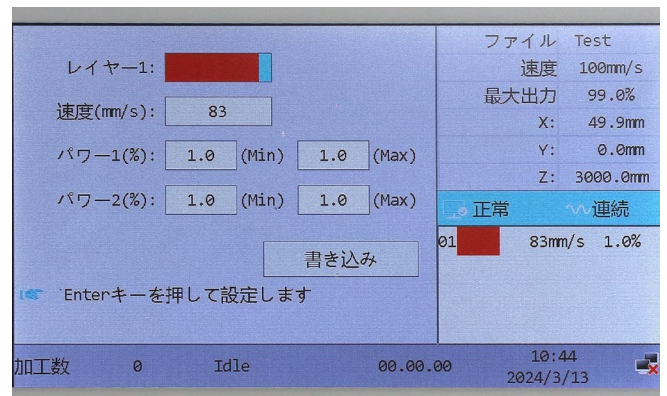 レイヤー1:
速度(mm/s): 83
パワー1(%): 1.0 (Min) 1.0 (Max)
パワー2(%): 1.0 (Min) 1.0 (Max)
書き込み
Enterキーを押して設定します
ファイル Test
速度 100mm/s
最大出力 99.0%
X: 49.9mm
Y: 0.0mm
Z: 3000.0mm
正常 連続
01 83mm/s 1.0%
加工数 0 Idle 00.00.00 10:44
2024/3/13